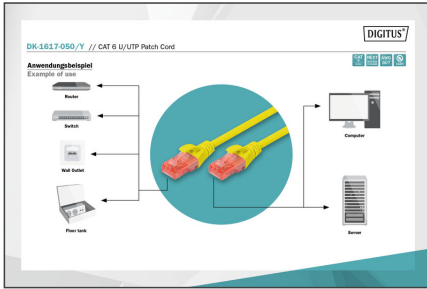 DIGITUS®
DK-1617-050/Y // CAT 6 U/UTP Patch Cord
Anwendungsbeispiel
Example of use
Router
Switch
Wall Outlet
Floor tank
Computer
Server